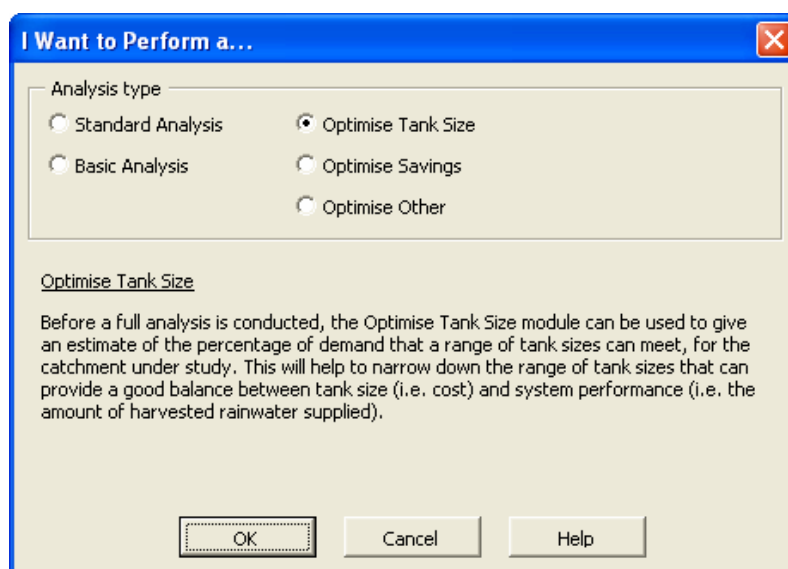 I Want to Perform a...
Analysis type
Standard Analysis
Optimise Tank Size
Basic Analysis
Optimise Savings
Optimise Other
Optimise Tank Size
Before a full analysis is conducted, the Optimise Tank Size module can be used to give
an estimate of the percentage of demand that a range of tank sizes can meet, for the
catchment under study. This will help to narrow down the range of tank sizes that can
provide a good balance between tank size (i.e. cost) and system performance (i.e. the
amount of harvested rainwater supplied).
OK
Cancel
Help